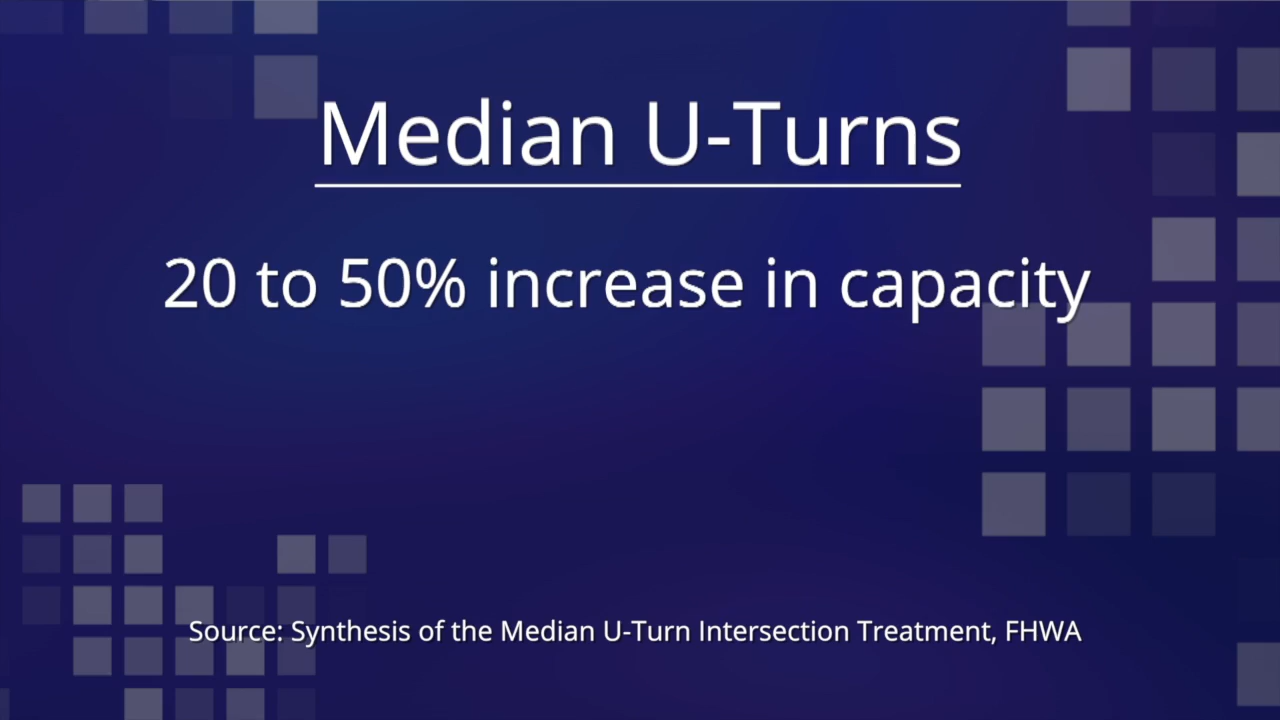 Median U-Turns
20 to 50% increase in capacity
Source: Synthesis of the Median U-Turn Intersection Treatment, FHWA